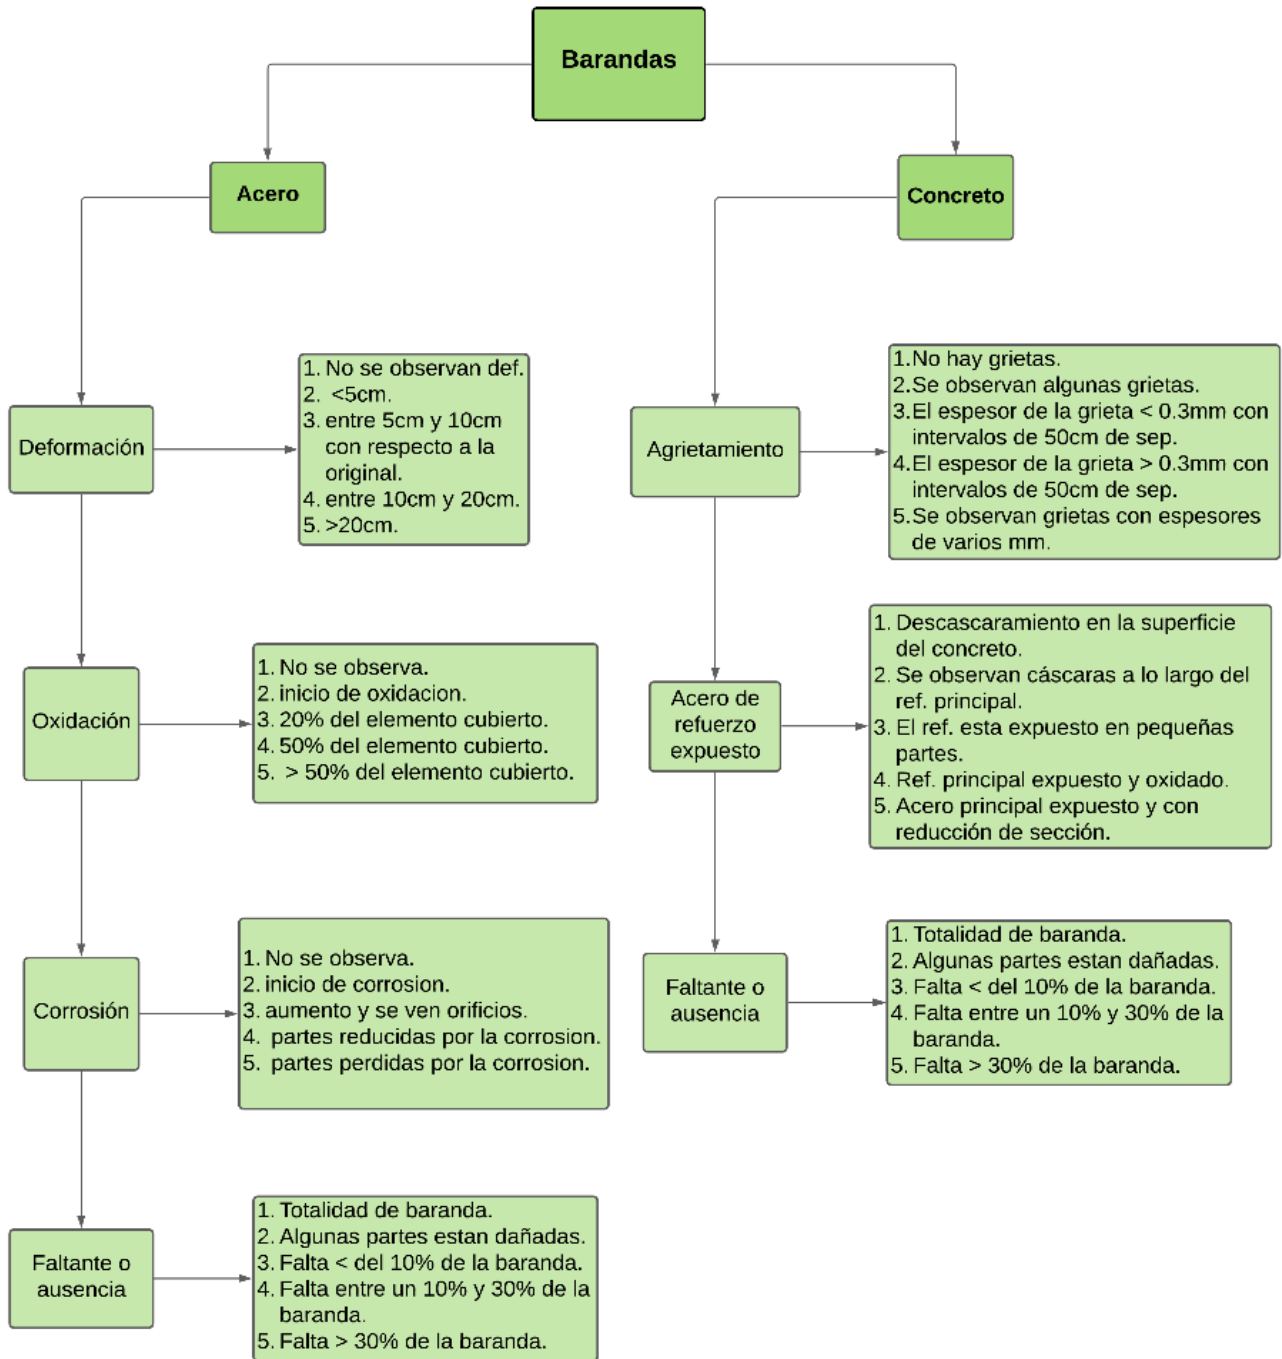 Barandas
Acero
Concreto
Deformación
1. No se observan def.
2. <5cm.
3. entre 5cm y 10cm
con respecto a la
original.
4. entre 10cm y 20cm.
5. >20cm.
Oxidación
1. No se observa.
2. inicio de oxidacion.
3. 20% del elemento cubierto.
4. 50% del elemento cubierto.
5. > 50% del elemento cubierto.
Corrosión
1. No se observa.
2. inicio de corrosion.
3. aumento y se ven orificios.
4. partes reducidas por la corrosion.
5. partes perdidas por la corrosion.
Faltante o
ausencia
1. Totalidad de baranda.
2. Algunas partes estan dañadas.
3. Falta < del 10% de la baranda.
4. Falta entre un 10% y 30% de la
baranda.
5. Falta > 30% de la baranda.
Agrietamiento
1.No hay grietas.
2.Se observan algunas grietas.
3.El espesor de la grieta < 0.3mm con
intervalos de 50cm de sep.
4.El espesor de la grieta > 0.3mm con
intervalos de 50cm de sep.
5.Se observan grietas con espesores
de varios mm.
Acero de
refuerzo
expuesto
1. Descascaramiento en la superficie
del concreto.
2. Se observan cáscaras a lo largo del
ref. principal.
3. El ref. esta expuesto en pequeñas
partes.
4. Ref. principal expuesto y oxidado.
5. Acero principal expuesto y con
reducción de sección.
Faltante o
ausencia
1. Totalidad de baranda.
2. Algunas partes estan dañadas.
3. Falta < del 10% de la baranda.
4. Falta entre un 10% y 30% de la
baranda.
5. Falta > 30% de la baranda.